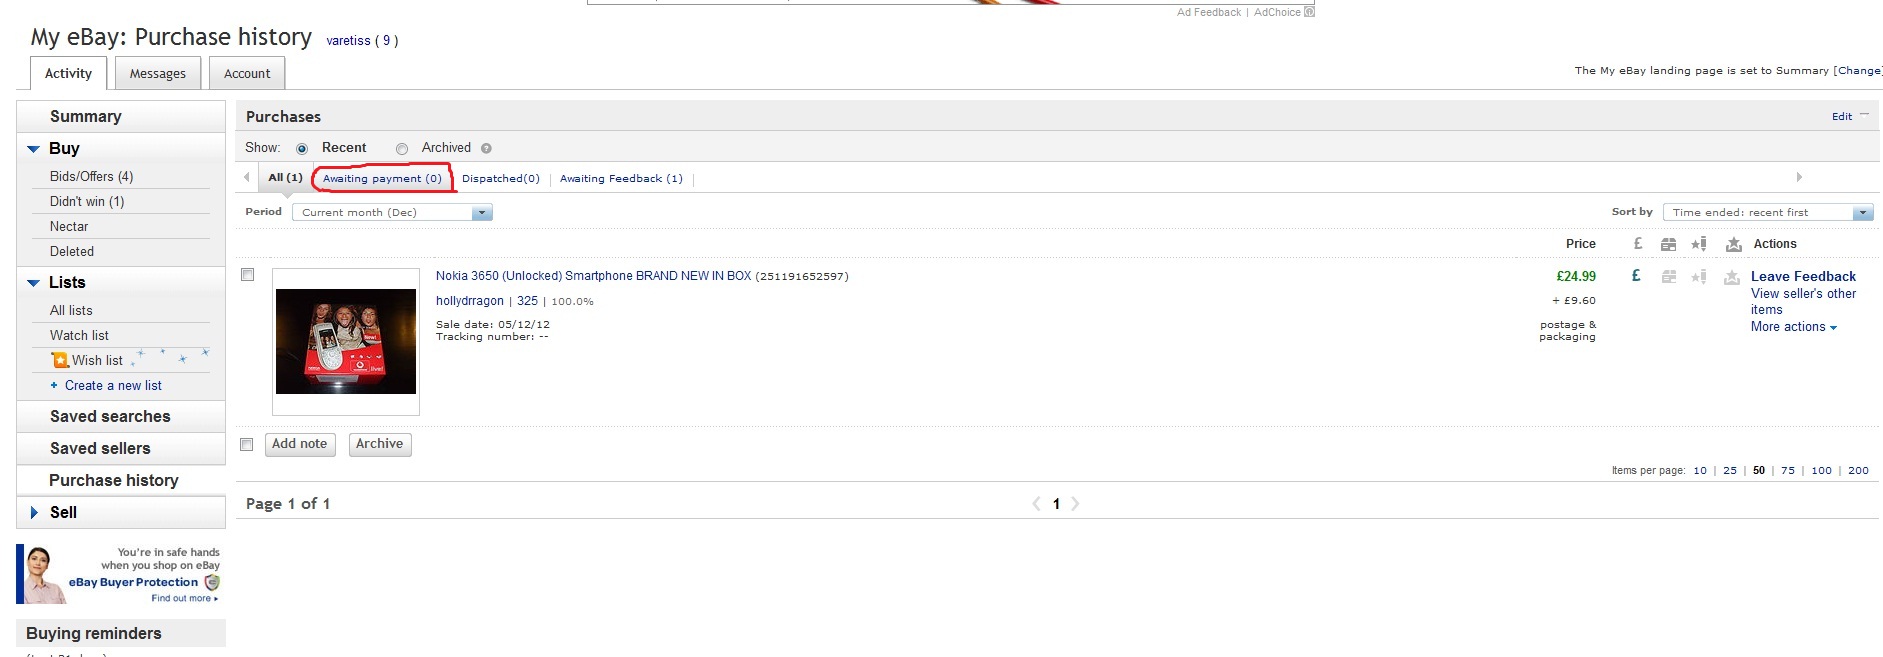 Ad Feedback | AdChoice
My eBay: Purchase history varetiss ( 9 )
Activity Messages Account
The My eBay landing page is set to Summary [Change]
Summary
Buy
Bids/Offers (4)
Didn't win (1)
Nectar
Deleted
Lists
All lists
Watch list
Wish list
+ Create a new list
Saved searches
Saved sellers
Purchase history
Sell
You're in safe hands
when you shop on eBay
eBay Buyer Protection
Find out more
Buying reminders
Purchases Edit
Show: Recent Archived ?
All (1) Awaiting payment (0) Dispatched(0) | Awaiting Feedback (1) |
Period Current month (Dec) Sort by Time ended: recent first
Price £ Actions
Nokia 3650 (Unlocked) Smartphone BRAND NEW IN BOX (251191652597) £24.99 £ Leave Feedback
hollydrragon | 325 | 100.0% + £9.60 View seller's other
items
Sale date: 05/12/12 postage & More actions
Tracking number: -- packaging
Add note Archive
Items per page: 10 | 25 | 50 | 75 | 100 | 200
Page 1 of 1 1